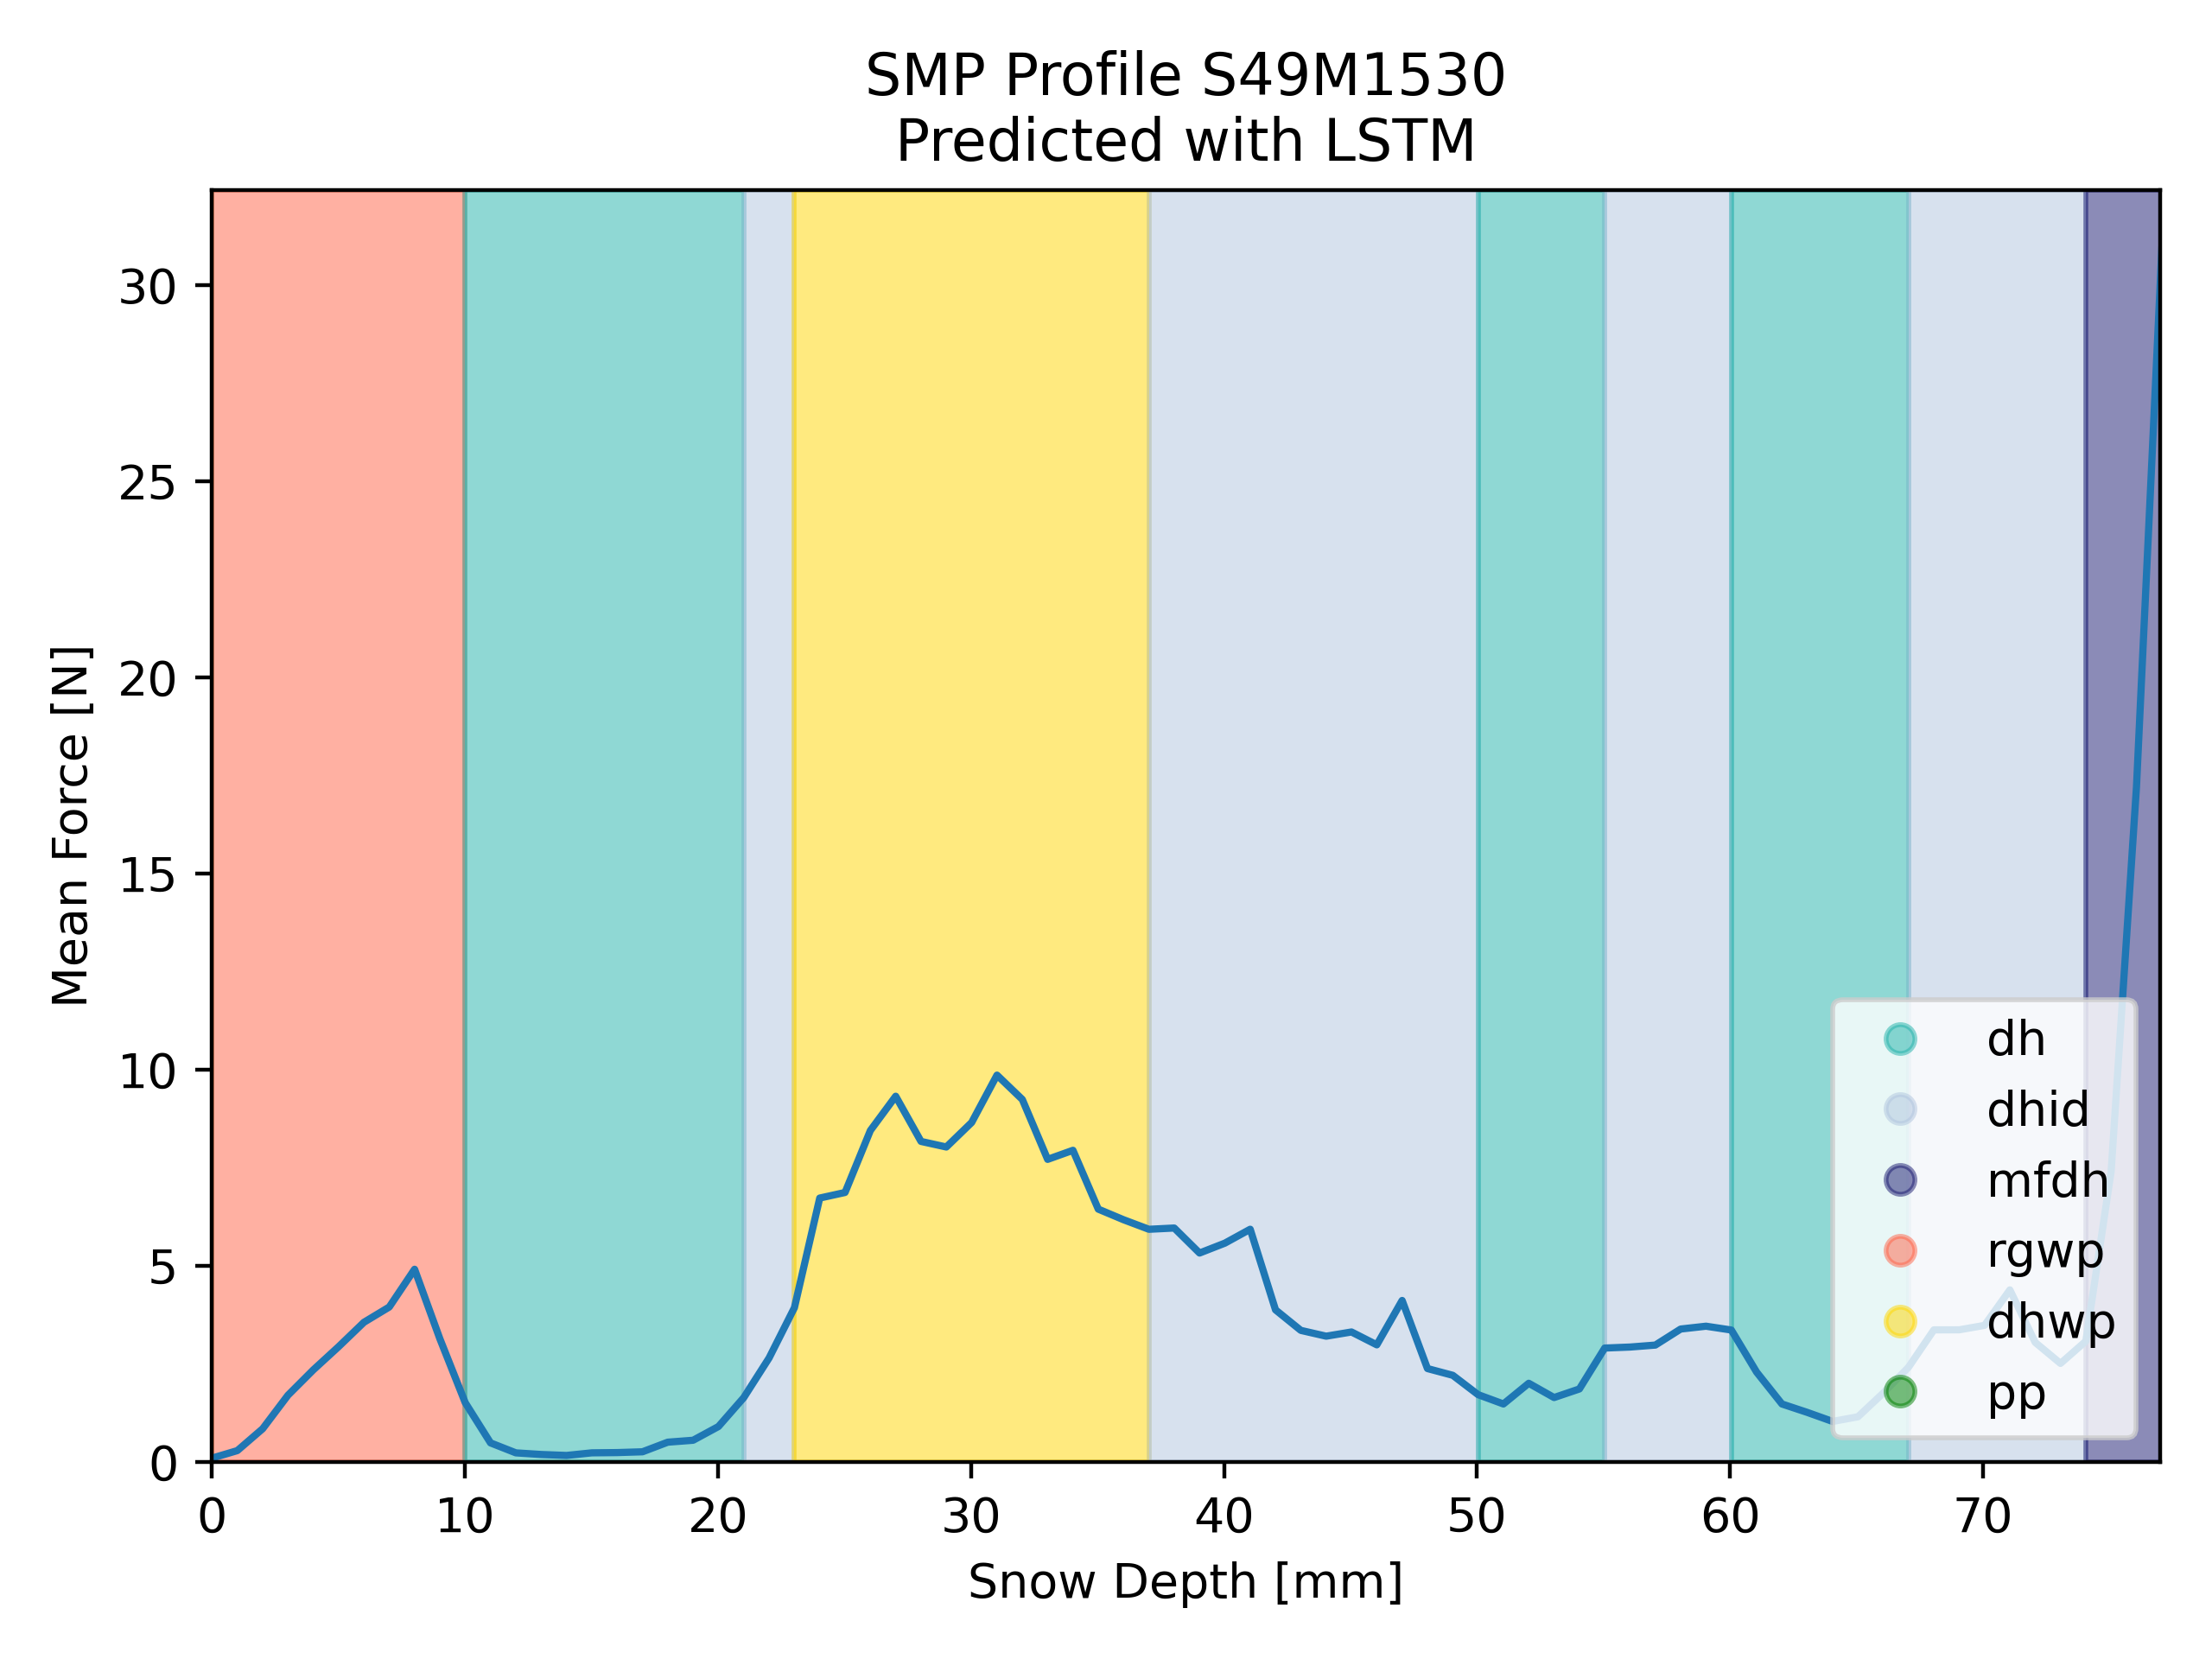 SMP Profile S49M1530
Predicted with LSTM
Mean Force [N]
30
25
20
15
10
5
0
dh
dhid
mfdh
rgwp
dhwp
pp
0 10 20 30 40 50 60 70
Snow Depth [mm]